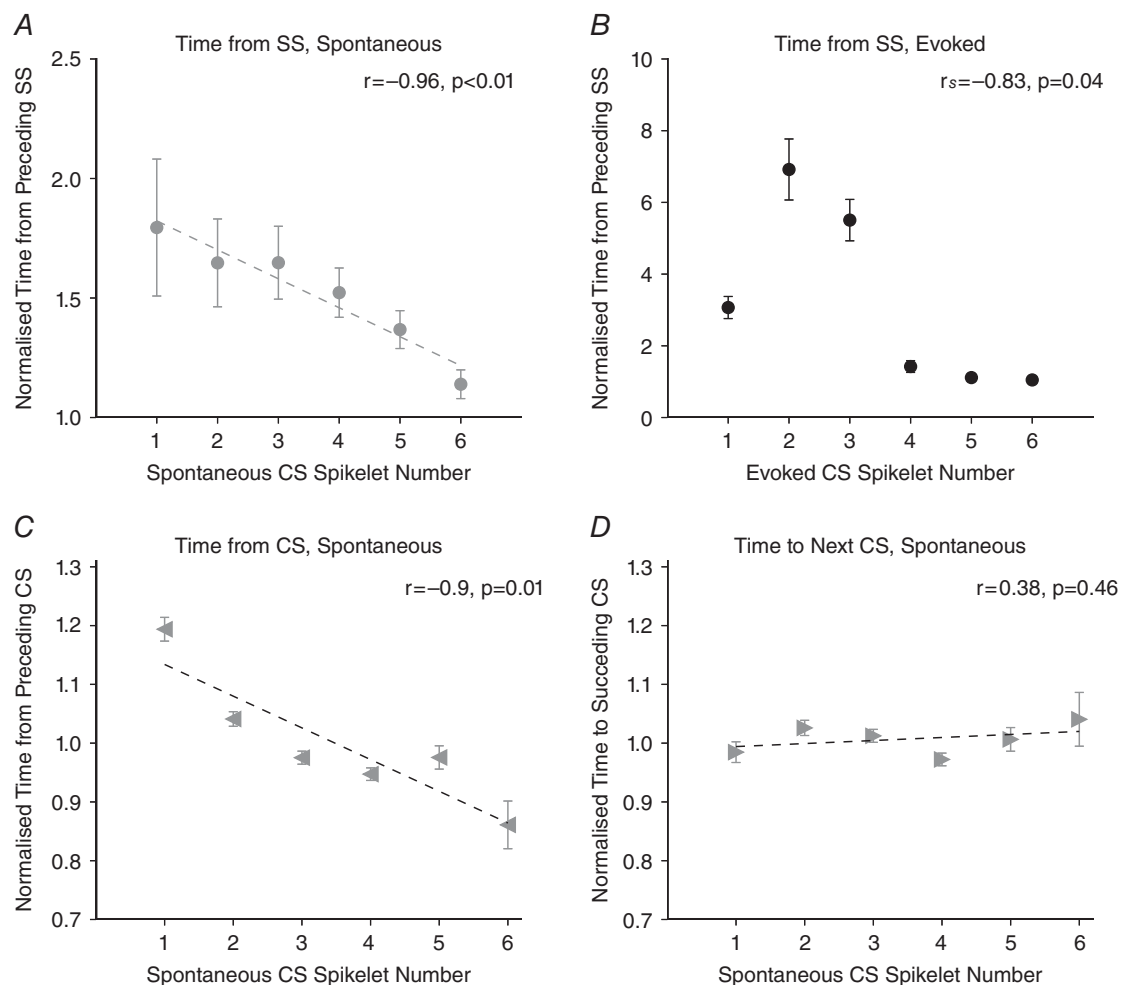 A
Time from SS, Spontaneous
r=−0.96, p<0.01
Normalised Time from Preceding SS
2.5
2.0
1.5
1.0
1 2 3 4 5 6
Spontaneous CS Spikelet Number
B
Time from SS, Evoked
rs=−0.83, p=0.04
Normalised Time from Preceding SS
10
8
6
4
2
0
1 2 3 4 5 6
Evoked CS Spikelet Number
C
Time from CS, Spontaneous
r=−0.9, p=0.01
Normalised Time from Preceding CS
1.3
1.2
1.1
1.0
0.9
0.8
0.7
1 2 3 4 5 6
Spontaneous CS Spikelet Number
D
Time to Next CS, Spontaneous
r=0.38, p=0.46
Normalised Time to Succeding CS
1.3
1.2
1.1
1.0
0.9
0.8
0.7
1 2 3 4 5 6
Spontaneous CS Spikelet Number